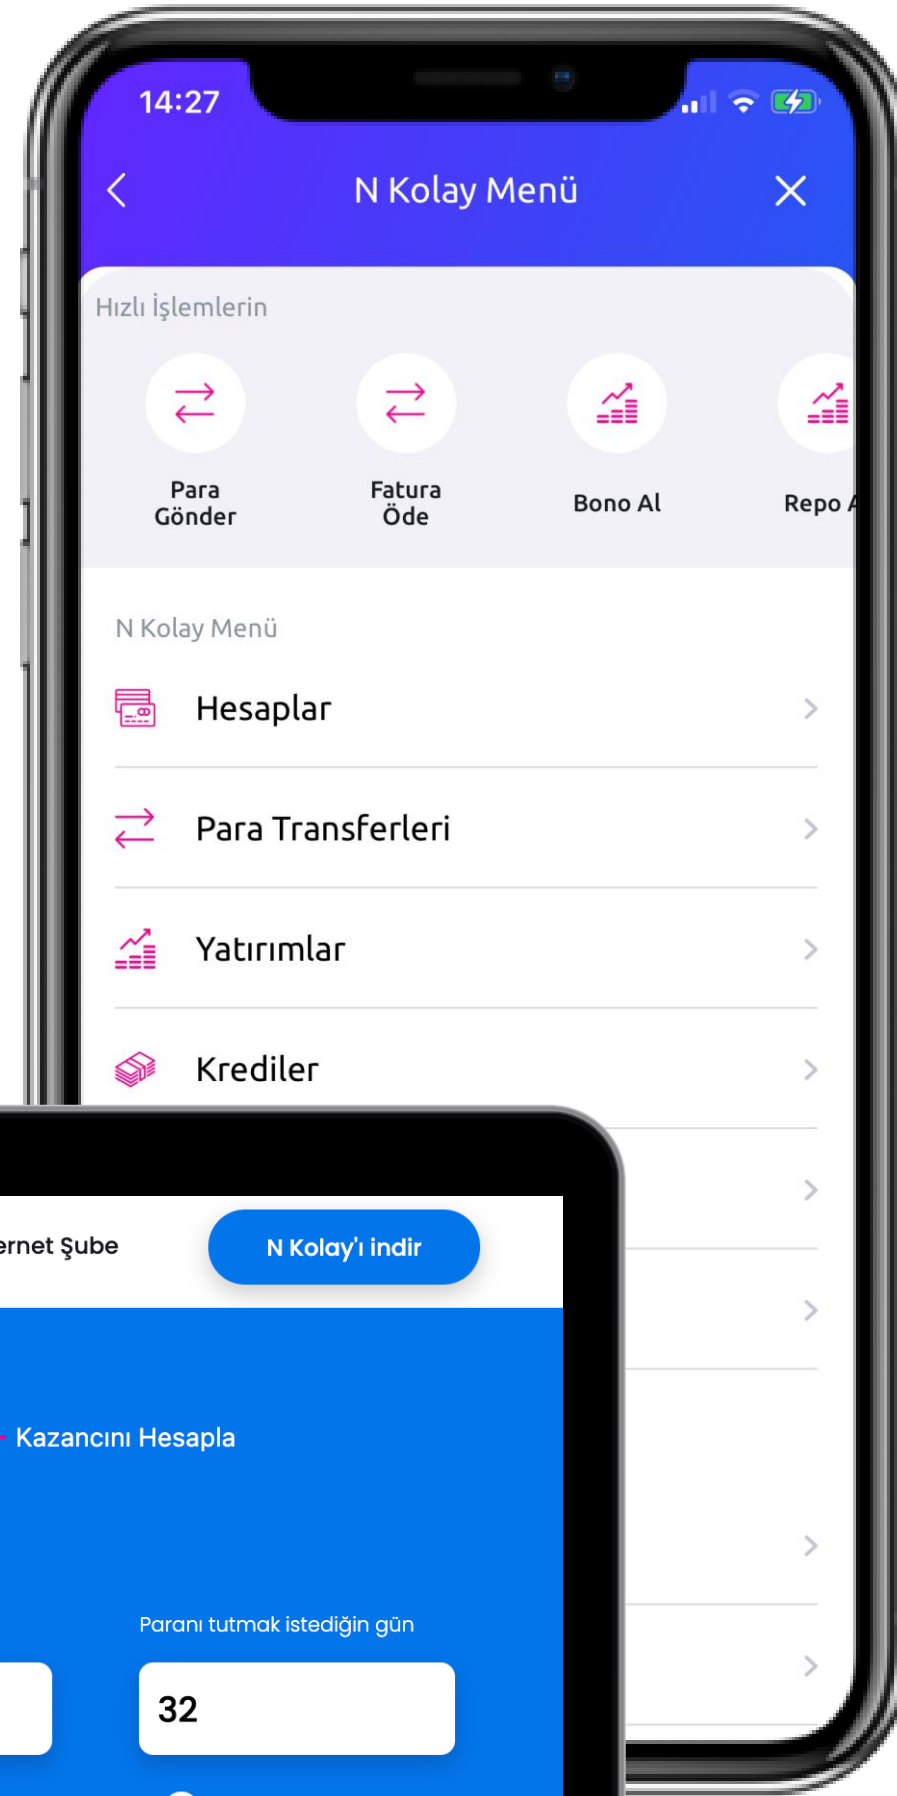 14:27
N Kolay Menü
Hızlı İşlemlerin
Para
Gönder
Fatura
Öde
Bono Al
Repo A
N Kolay Menü
Hesaplar
Para Transferleri
Yatırımlar
Krediler
ernet Şube
N Kolay'ı indir
Kazancını Hesapla
Paranı tutmak istediğin gün
32